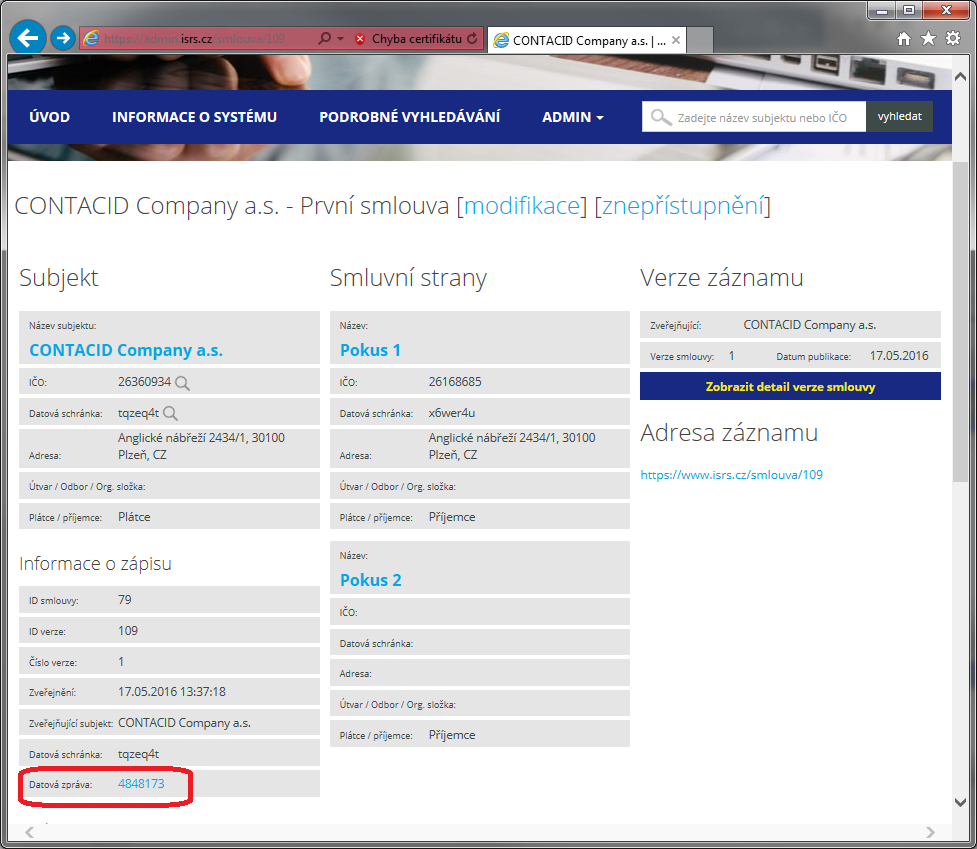 https://admin.isrs.cz/smlouva/109
Chyba certifikátu
CONTACID Company a.s. | ...
ÚVOD
INFORMACE O SYSTÉMU
PODROBNÉ VYHLEDÁVÁNÍ
ADMIN
Zadejte název subjektu nebo IČO
vyhledat
CONTACID Company a.s. - První smlouva [modifikace] [znepřístupnění]
Subjekt
Název subjektu:
CONTACID Company a.s.
IČO: 26360934
Datová schránka: tqzeq4t
Anglické nábřeží 2434/1, 30100
Adresa: Plzeň, CZ
Útvar / Odbor / Org. složka:
Plátce / příjemce: Plátce
Informace o zápisu
ID smlouvy: 79
ID verze: 109
Číslo verze: 1
Zveřejnění: 17.05.2016 13:37:18
Zveřejňující subjekt: CONTACID Company a.s.
Datová schránka: tqzeq4t
Datová zpráva: 4848173
Smluvní strany
Název:
Pokus 1
IČO: 26168685
Datová schránka: x6wer4u
Anglické nábřeží 2434/1, 30100
Adresa: Plzeň, CZ
Útvar / Odbor / Org. složka:
Plátce / příjemce: Příjemce
Název:
Pokus 2
IČO:
Datová schránka:
Adresa:
Útvar / Odbor / Org. složka:
Plátce / příjemce: Příjemce
Verze záznamu
Zveřejňující: CONTACID Company a.s.
Verze smlouvy: 1 Datum publikace: 17.05.2016
Zobrazit detail verze smlouvy
Adresa záznamu
https://www.isrs.cz/smlouva/109